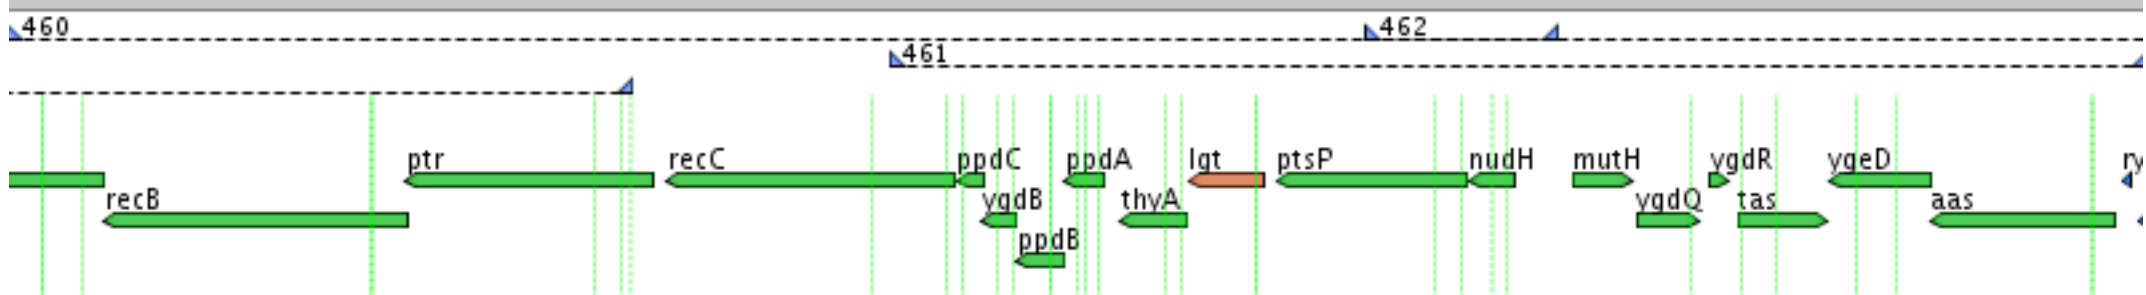 460
462
461
ptr recC ppdC ppdA lgt ptsP nudH mutH ygdR ygeD ry
recB ygdB thyA ygdQ tas aas
ppdB